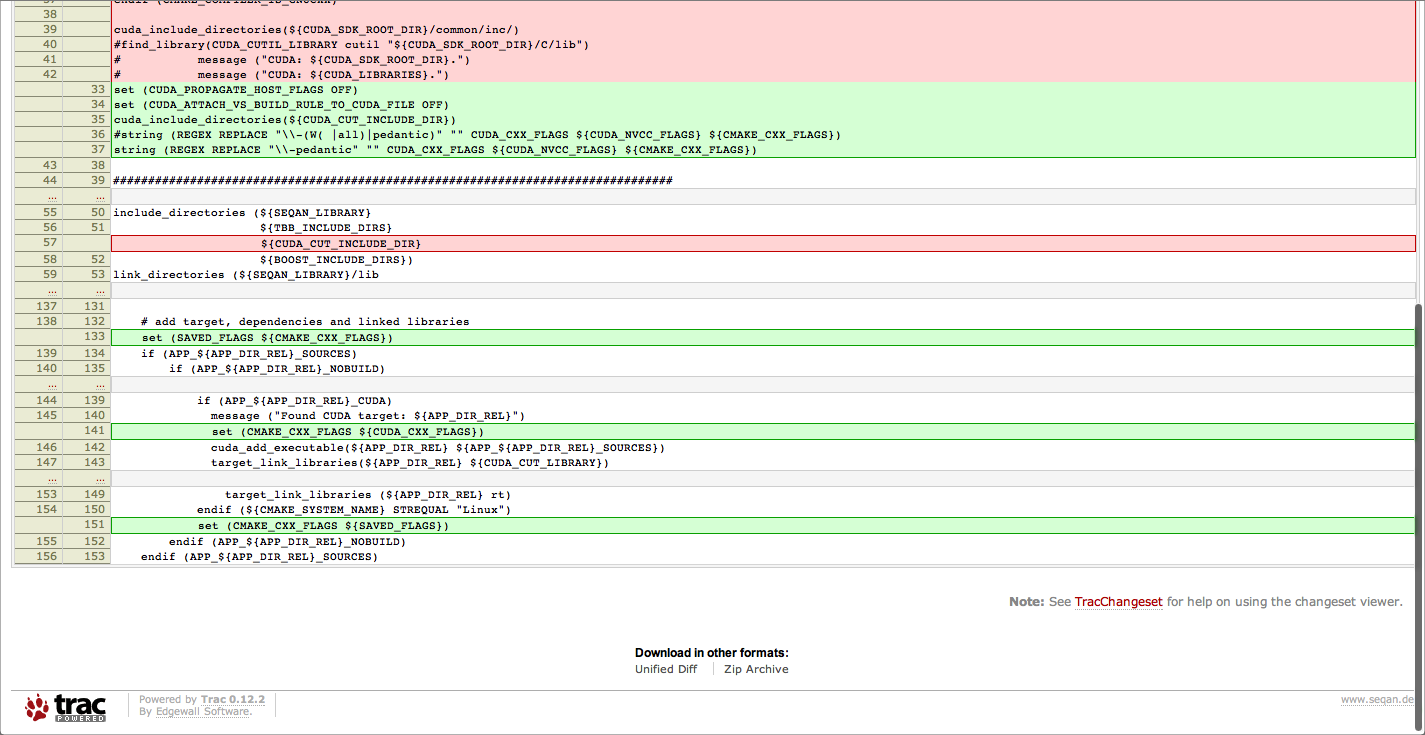 37 endif (CMAKE_COMPILER_IS_GNUCXX)
38
39 cuda_include_directories(${CUDA_SDK_ROOT_DIR}/common/inc/)
40 #find_library(CUDA_CUTIL_LIBRARY cutil "${CUDA_SDK_ROOT_DIR}/C/lib")
41 #           message ("CUDA: ${CUDA_SDK_ROOT_DIR}.")
42 #           message ("CUDA: ${CUDA_LIBRARIES}.")
33 set (CUDA_PROPAGATE_HOST_FLAGS OFF)
34 set (CUDA_ATTACH_VS_BUILD_RULE_TO_CUDA_FILE OFF)
35 cuda_include_directories(${CUDA_CUT_INCLUDE_DIR})
36 #string (REGEX REPLACE "\\-(W( |all)|pedantic)" "" CUDA_CXX_FLAGS ${CUDA_NVCC_FLAGS} ${CMAKE_CXX_FLAGS})
37 string (REGEX REPLACE "\\-pedantic" "" CUDA_CXX_FLAGS ${CUDA_NVCC_FLAGS} ${CMAKE_CXX_FLAGS})
43 38
44 39 ################################################################################
... ...
55 50 include_directories (${SEQAN_LIBRARY}
56 51                      ${TBB_INCLUDE_DIRS}
57                      ${CUDA_CUT_INCLUDE_DIR}
58 52                      ${BOOST_INCLUDE_DIRS})
59 53 link_directories (${SEQAN_LIBRARY}/lib
... ...
137 131
138 132     # add target, dependencies and linked libraries
133     set (SAVED_FLAGS ${CMAKE_CXX_FLAGS})
139 134     if (APP_${APP_DIR_REL}_SOURCES)
140 135         if (APP_${APP_DIR_REL}_NOBUILD)
... ...
144 139             if (APP_${APP_DIR_REL}_CUDA)
145 140               message ("Found CUDA target: ${APP_DIR_REL}")
141               set (CMAKE_CXX_FLAGS ${CUDA_CXX_FLAGS})
146 142               cuda_add_executable(${APP_DIR_REL} ${APP_${APP_DIR_REL}_SOURCES})
147 143               target_link_libraries(${APP_DIR_REL} ${CUDA_CUT_LIBRARY})
... ...
153 149                 target_link_libraries (${APP_DIR_REL} rt)
154 150             endif (${CMAKE_SYSTEM_NAME} STREQUAL "Linux")
151             set (CMAKE_CXX_FLAGS ${SAVED_FLAGS})
155 152         endif (APP_${APP_DIR_REL}_NOBUILD)
156 153     endif (APP_${APP_DIR_REL}_SOURCES)
Note: See TracChangeset for help on using the changeset viewer.
Download in other formats:
Unified Diff Zip Archive
trac
POWERED
Powered by Trac 0.12.2
By Edgewall Software.
www.seqan.de